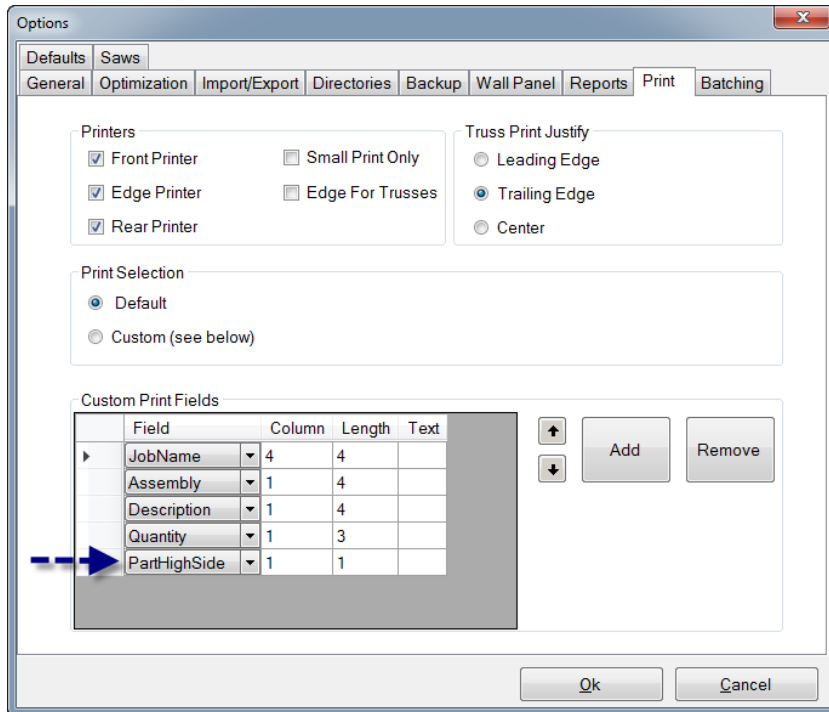 Options
Defaults Saws
General Optimization Import/Export Directories Backup Wall Panel Reports Print Batching
Printers
Front Printer Small Print Only
Edge Printer Edge For Trusses
Rear Printer
Truss Print Justify
Leading Edge
Trailing Edge
Center
Print Selection
Default
Custom (see below)
Custom Print Fields
Field Column Length Text
JobName 4 4
Assembly 1 4
Description 1 4
Quantity 1 3
PartHighSide 1 1
Add Remove
Ok Cancel